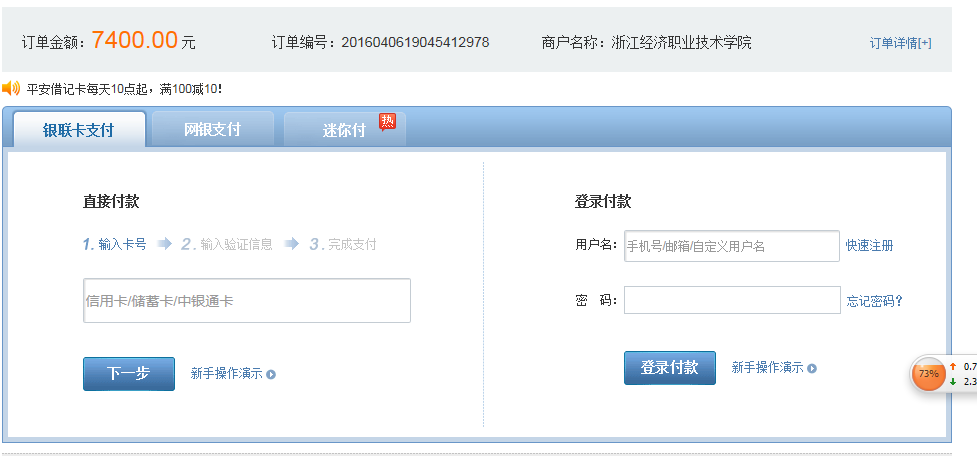 订单金额：7400.00 元 订单编号：2016040619045412978 商户名称：浙江经济职业技术学院 订单详情[+]
平安借记卡每天10点起，满100减10！
银联卡支付 网银支付 迷你付 热
直接付款
1. 输入卡号 2. 输入验证信息 3. 完成支付
信用卡/储蓄卡/中银通卡
下一步 新手操作演示
登录付款
用户名： 手机号/邮箱/自定义用户名 快速注册
密 码： 忘记密码？
登录付款 新手操作演示
73%
0.7
2.3